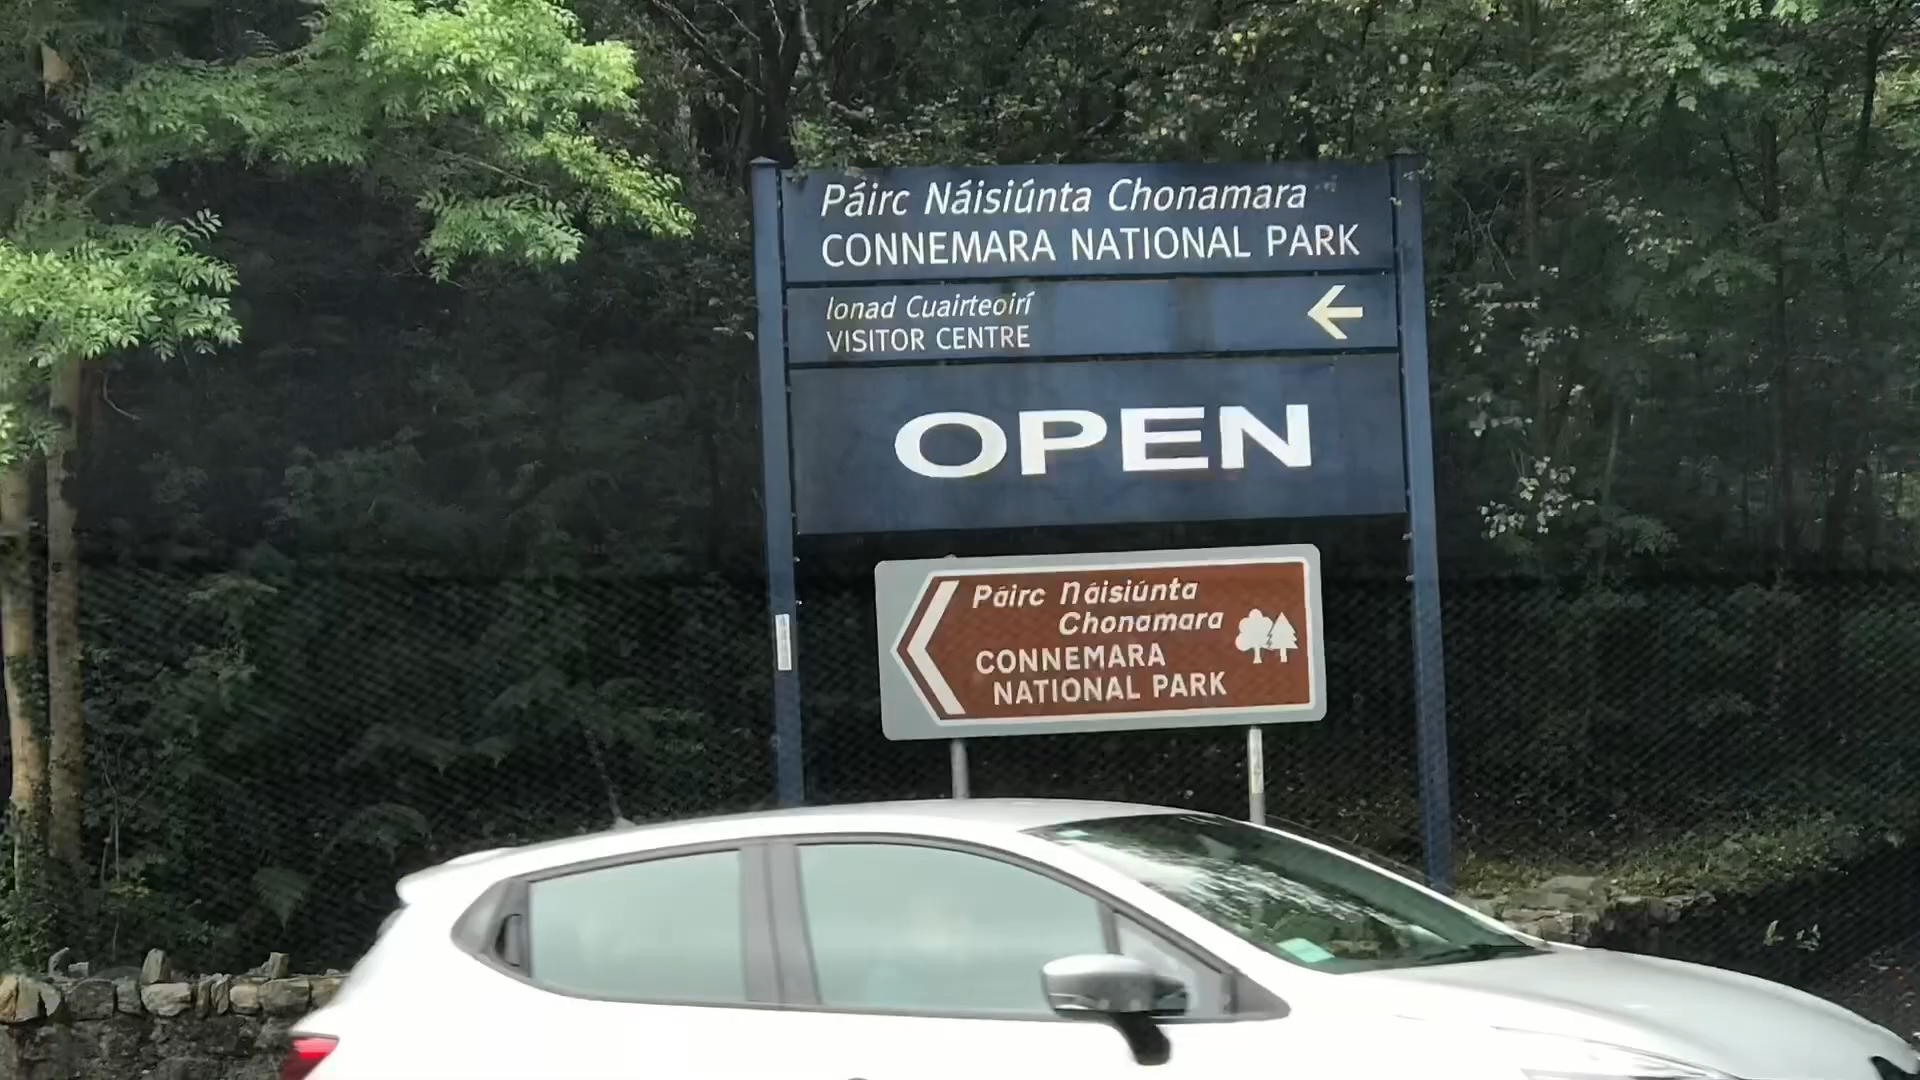 Páirc Náisiúnta Chonamara
CONNEMARA NATIONAL PARK
Ionad Cuairteoirí
VISITOR CENTRE
OPEN
Páirc Náisiúnta
Chonamara
CONNEMARA
NATIONAL PARK